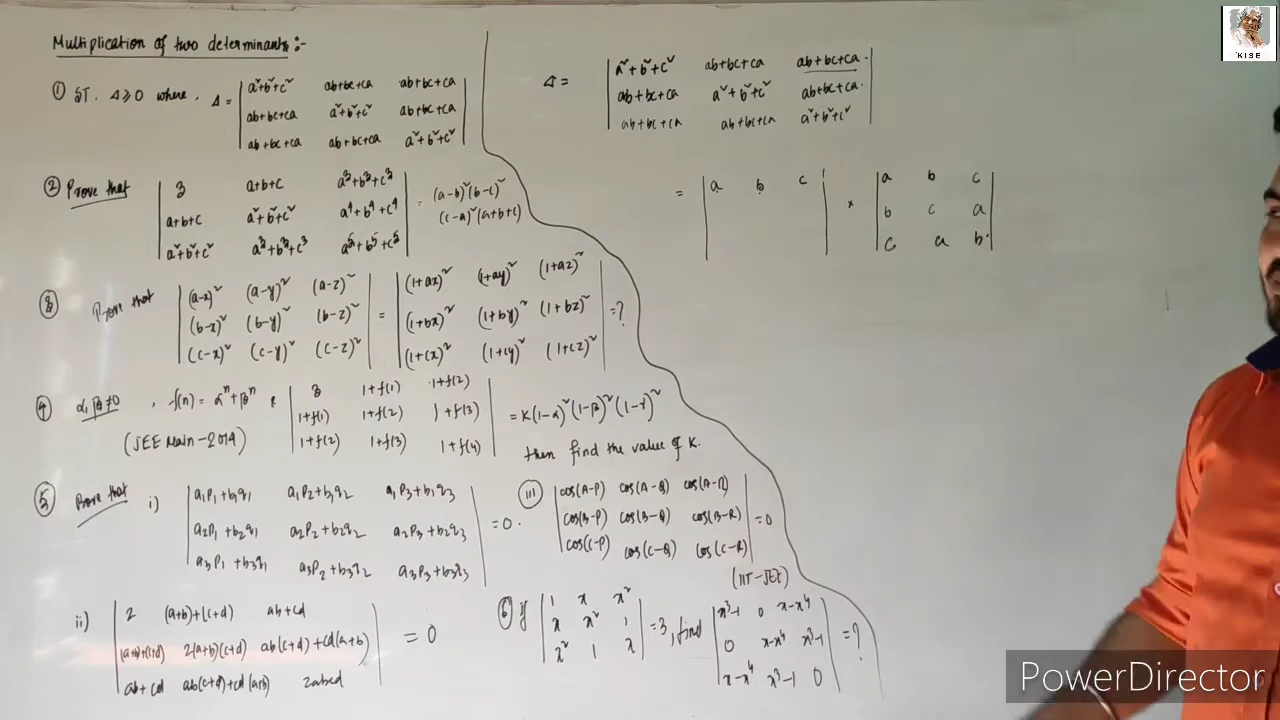 Multiplication of two determinants:-
① ST. Δ≥0 where, Δ = | a²+b²+c² ab+bc+ca ab+bc+ca |
| ab+bc+ca a²+b²+c² ab+bc+ca |
| ab+bc+ca ab+bc+ca a²+b²+c² |
② Prove that | 3 a+b+c a³+b³+c³ |
| a+b+c a²+b²+c² a⁴+b⁴+c⁴ |
| a²+b²+c² a³+b³+c³ a⁵+b⁵+c⁵ |
= (a-b)²(b-c)²
(c-a)²(a+b+c)
③ Prove that | (a-x)² (a-y)² (a-z)² | = | (1+ax)² (1+ay)² (1+az)² | = ?
| (b-x)² (b-y)² (b-z)² | | (1+bx)² (1+by)² (1+bz)² |
| (c-x)² (c-y)² (c-z)² | | (1+cx)² (1+cy)² (1+cz)² |
④ α, β≠0, f(n) = αⁿ+βⁿ & | 3 1+f(1) 1+f(2) |
| 1+f(1) 1+f(2) 1+f(3) |
| 1+f(2) 1+f(3) 1+f(4) |
(JEE Main-2014)
= K(1-α)²(1-β)²(1-γ)²
then find the value of K.
⑤ Prove that i) | a₁p₁+b₁q₁ a₁p₂+b₁q₂ a₁p₃+b₁q₃ |
| a₂p₁+b₂q₁ a₂p₂+b₂q₂ a₂p₃+b₂q₃ | = 0.
| a₃p₁+b₃q₁ a₃p₂+b₃q₂ a₃p₃+b₃q₃ |
iii) | cos(A-P) cos(A-Q) cos(A-R) |
| cos(B-P) cos(B-Q) cos(B-R) | = 0
| cos(C-P) cos(C-Q) cos(C-R) |
(IIT-JEE)
ii) | 2 (a+b)+(c+d) ab+cd |
| (a+b)+(c+d) 2(a+b)(c+d) ab(c+d)+cd(a+b) | = 0
| ab+cd ab(c+d)+cd(a+b) 2abcd |
⑥ If | 1 x x² | = 3, find | x³-1 0 x-x⁴ | = ?
| x x² 1 | | 0 x-x⁴ x³-1 |
| x² 1 x | | x-x⁴ x³-1 0 |
Δ = | a²+b²+c² ab+bc+ca ab+bc+ca |
| ab+bc+ca a²+b²+c² ab+bc+ca |
| ab+bc+ca ab+bc+ca a²+b²+c² |
= | a b c | × | a b c |
| b c a |
| c a b |
KISE
PowerDirector